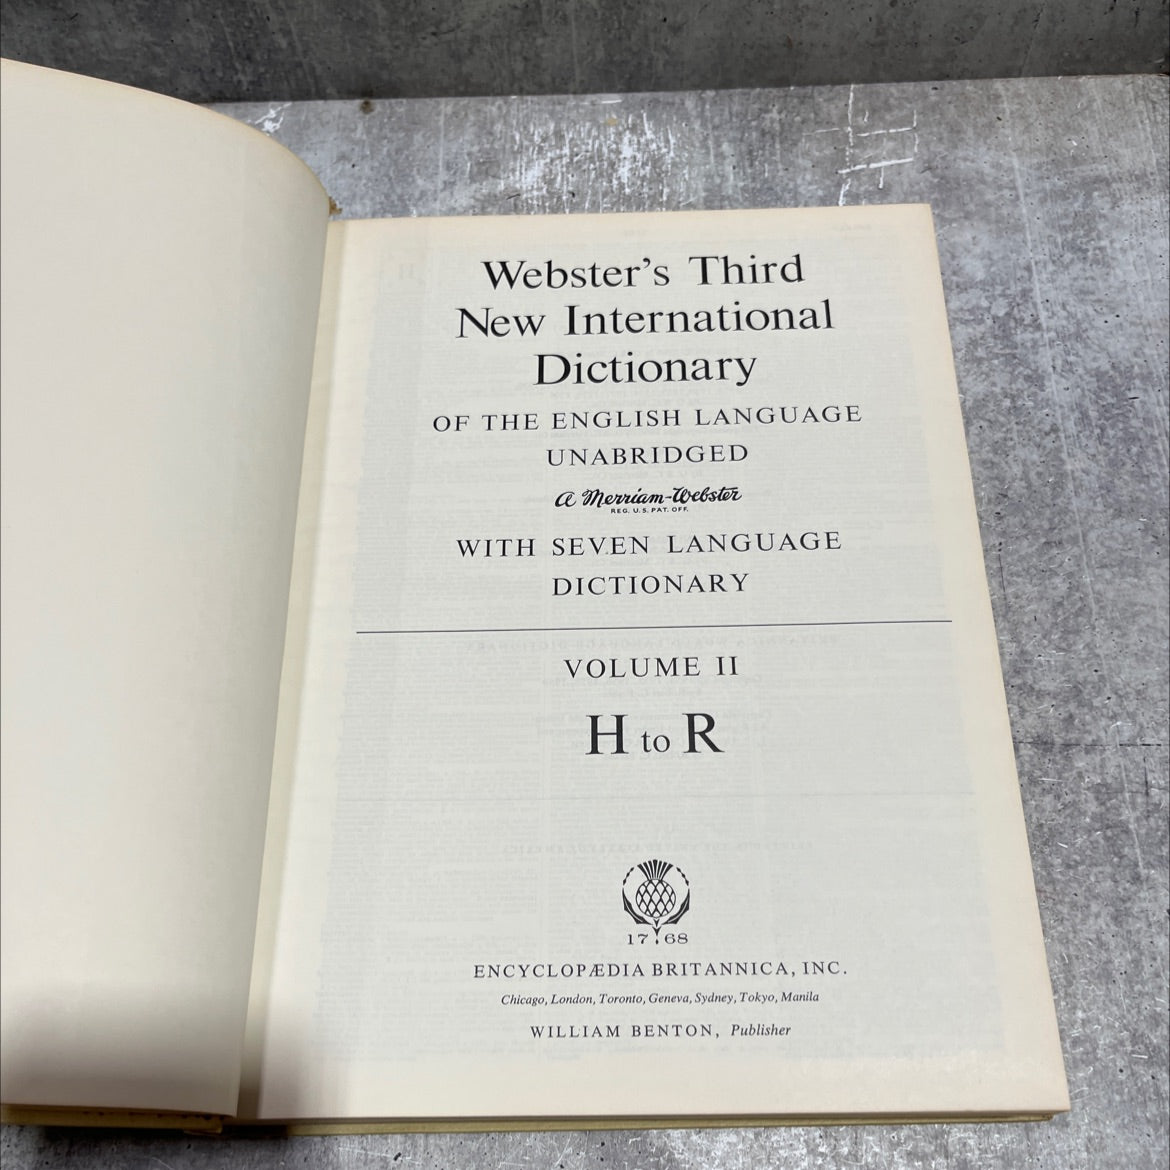 Webster's Third
New International
Dictionary
OF THE ENGLISH LANGUAGE
UNABRIDGED
A Merriam-Webster
REG. U.S. PAT. OFF.
WITH SEVEN LANGUAGE
DICTIONARY
VOLUME II
H to R
17 68
ENCYCLOPÆDIA BRITANNICA, INC.
Chicago, London, Toronto, Geneva, Sydney, Tokyo, Manila
WILLIAM BENTON, Publisher